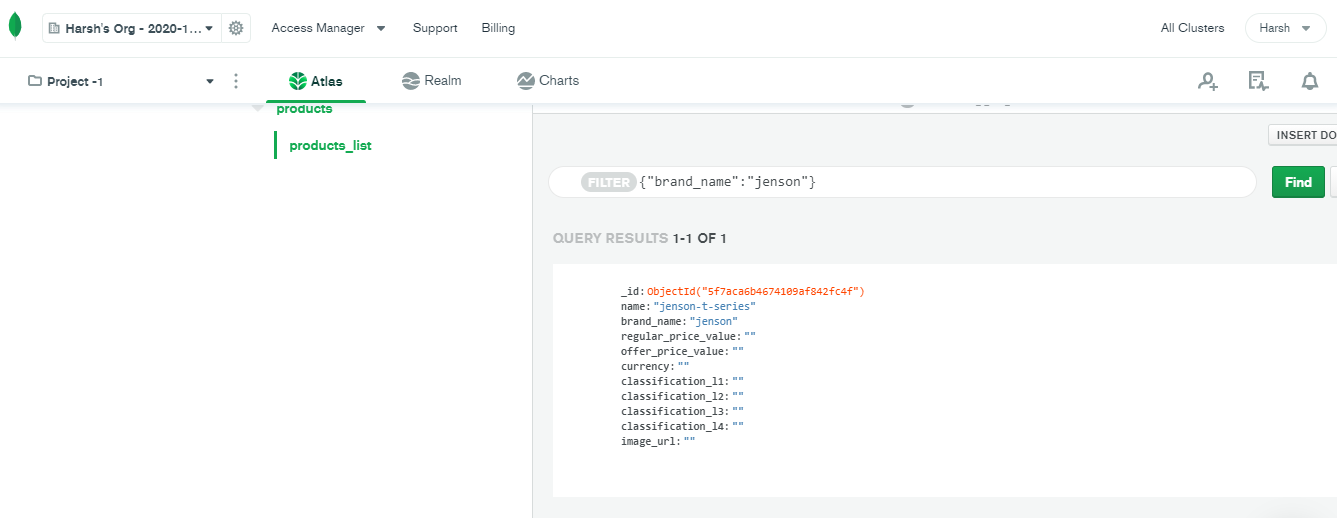 Harsh's Org - 2020-1...
Access Manager
Support
Billing
All Clusters
Harsh
Project -1
Atlas
Realm
Charts
products
products_list
INSERT DO
FILTER {"brand_name":"jenson"}
Find
QUERY RESULTS 1-1 OF 1
_id: ObjectId("5f7aca6b4674109af842fc4f")
name: "jenson-t-series"
brand_name: "jenson"
regular_price_value: ""
offer_price_value: ""
currency: ""
classification_l1: ""
classification_l2: ""
classification_l3: ""
classification_l4: ""
image_url: ""